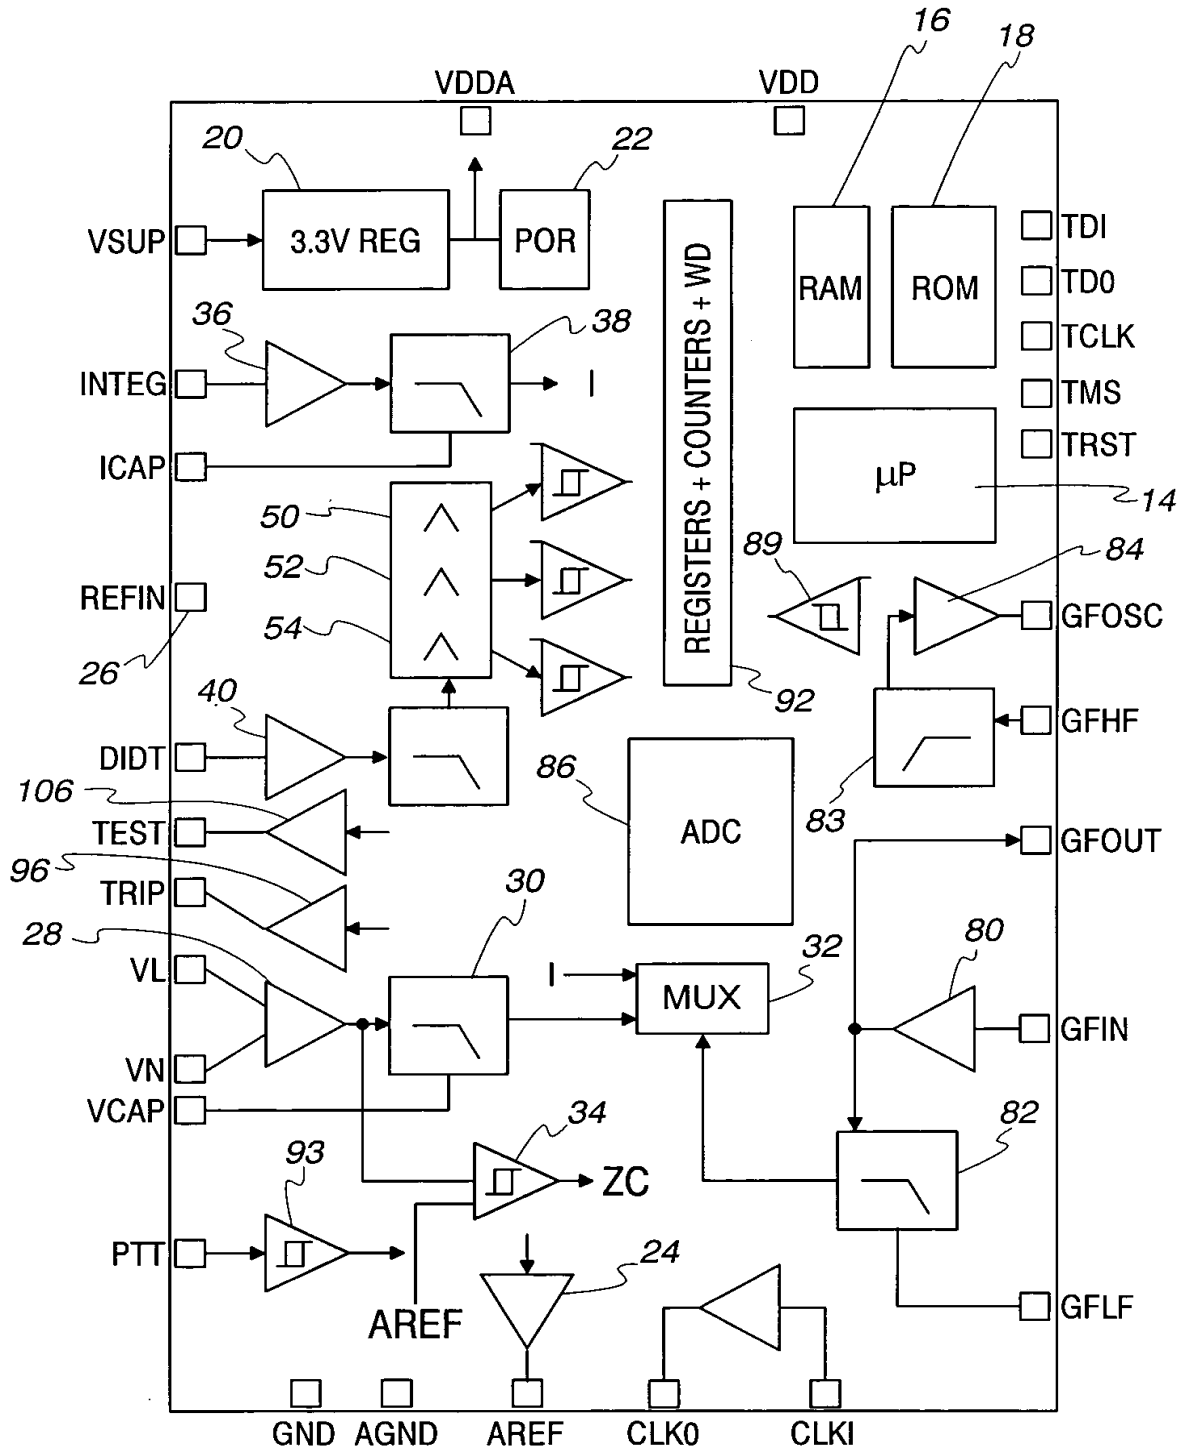 16
18
VDDA
VDD
20
22
VSUP
3.3V REG
POR
REGISTERS + COUNTERS + WD
RAM
ROM
TDI
TD0
TCLK
TMS
TRST
36
38
INTEG
I
ICAP
μP
14
50
52
54
89
84
REFIN
26
GFOSC
92
40
GFHF
DIDT
86
83
106
TEST
ADC
GFOUT
96
TRIP
30
28
32
80
VL
I
MUX
VN
GFIN
VCAP
34
82
93
ZC
PTT
24
AREF
GFLF
GND
AGND
AREF
CLK0
CLKI